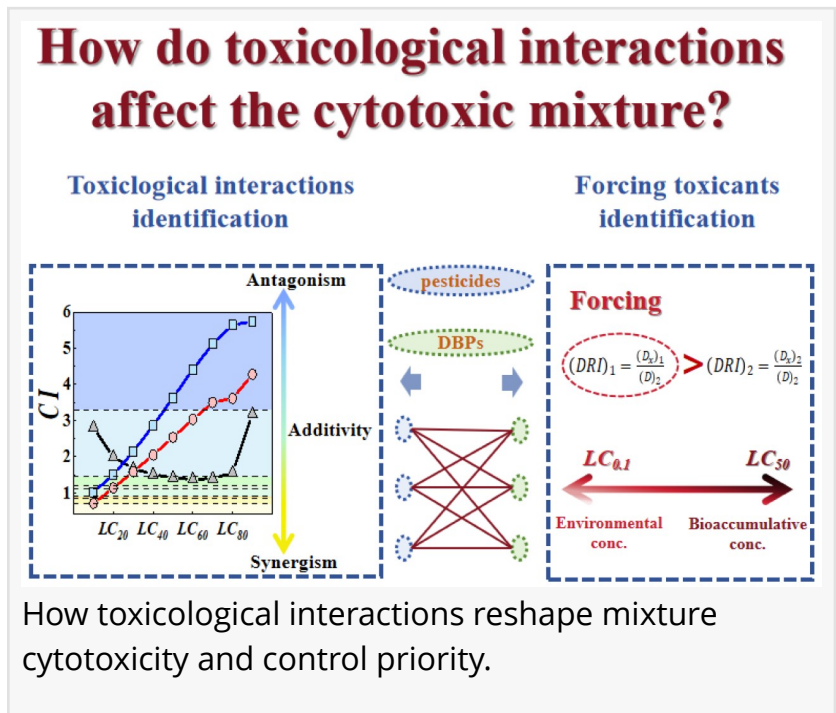 How do toxicological interactions
affect the cytotoxic mixture?
Toxiclogical interactions
identification
Forcing toxicants
identification
Antagonism
6
5
4
3
2
1
CI
Additivity
LC20 LC40 LC60 LC80
Synergism
pesticides
DBPs
Forcing
(DRI)1 = (Dx)1/(D)2 > (DRI)2 = (Dx)2/(D)2
LC0.1 LC50
Environmental
conc.
Bioaccumulative
conc.
How toxicological interactions reshape mixture
cytotoxicity and control priority.